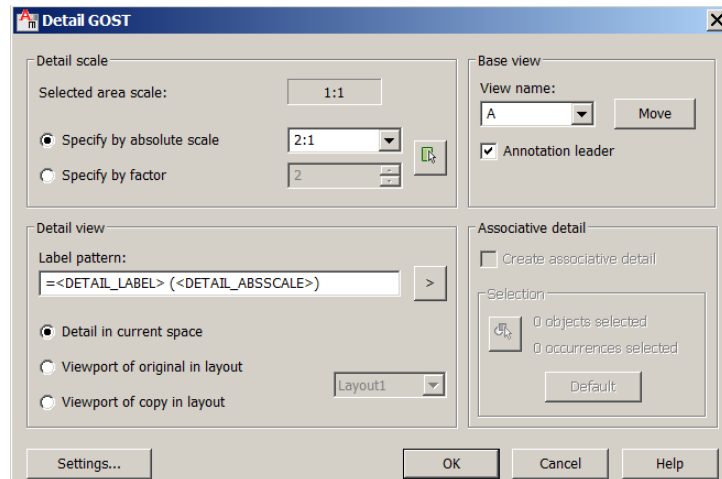 Detail GOST
Detail scale
Selected area scale:
1:1
Specify by absolute scale
2:1
Specify by factor
2
Base view
View name:
A
Move
Annotation leader
Detail view
Label pattern:
=<DETAIL_LABEL> (<DETAIL_ABSSCALE>)
>
Detail in current space
Viewport of original in layout
Viewport of copy in layout
Layout1
Associative detail
Create associative detail
Selection
0 objects selected
0 occurrences selected
Default
Settings...
OK
Cancel
Help